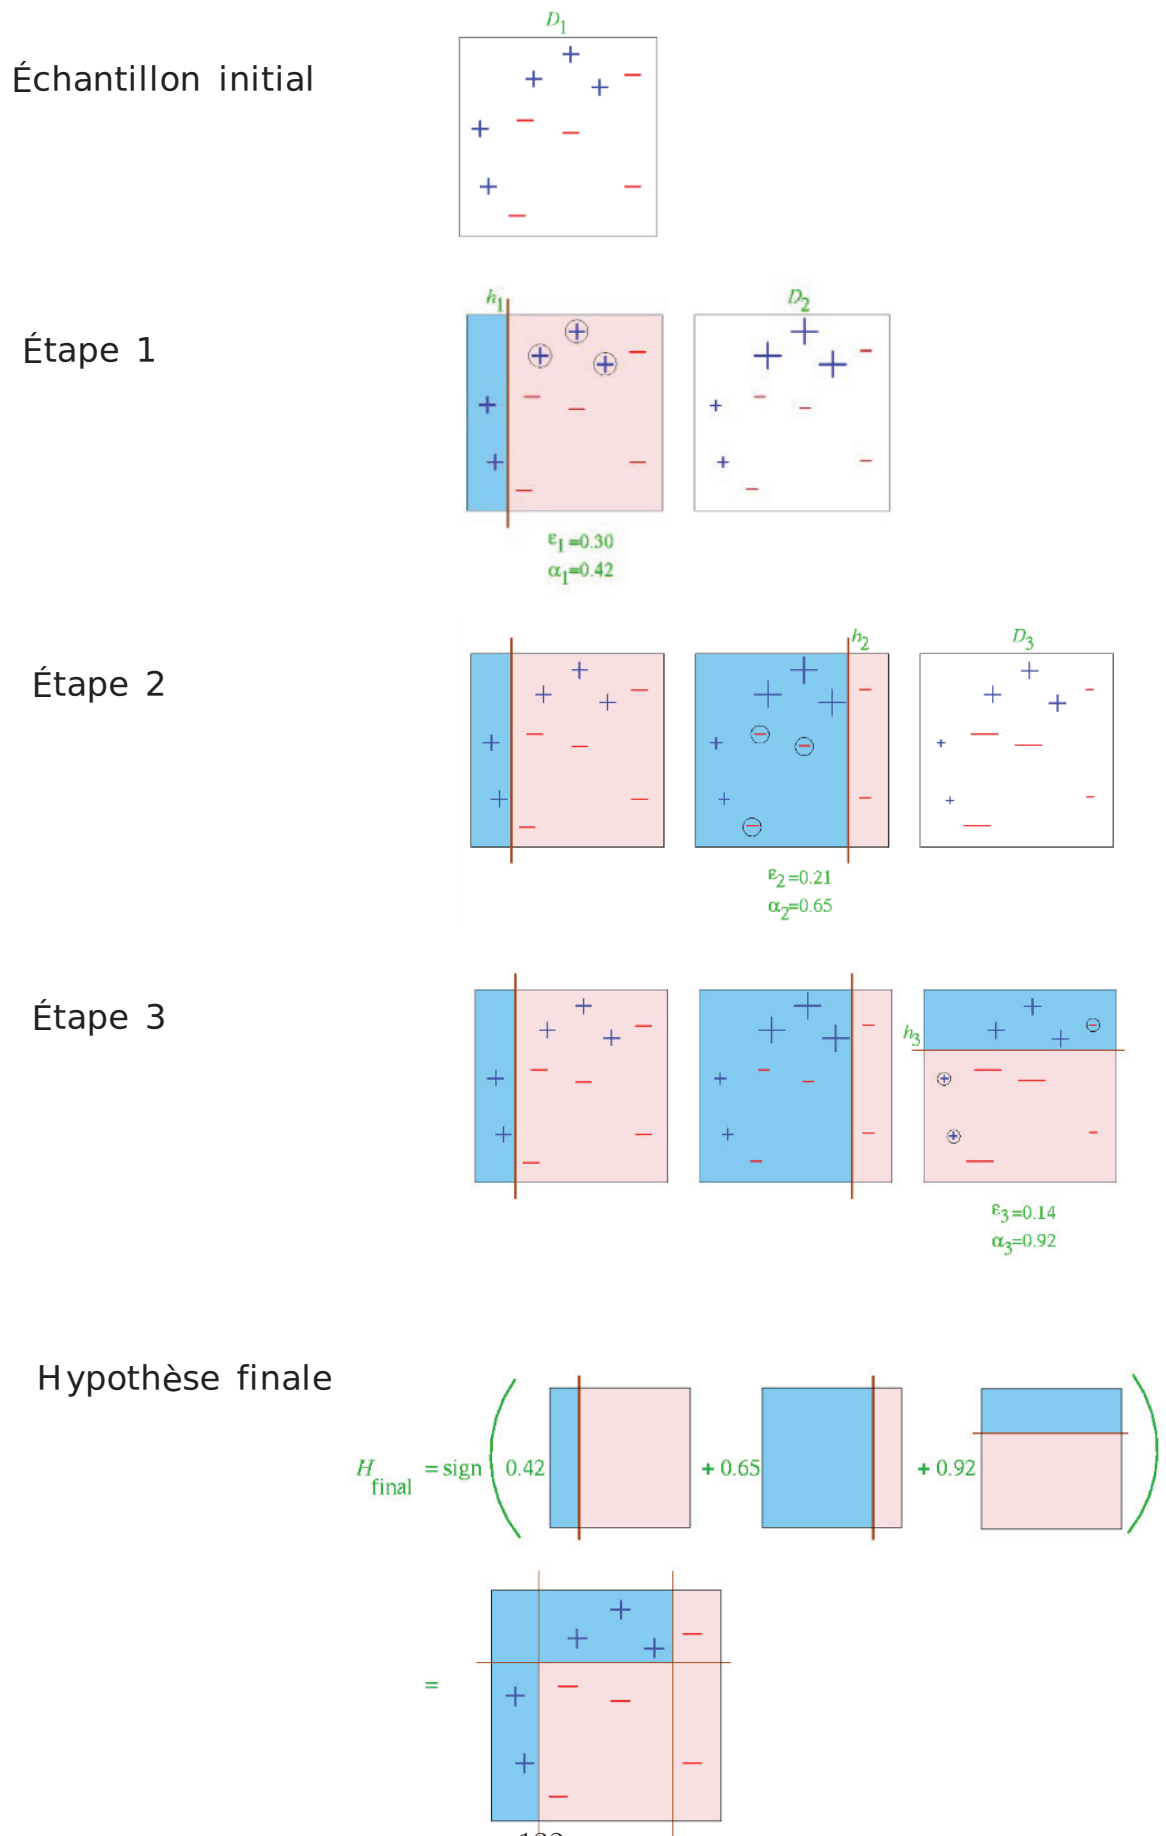 D1
Échantillon initial
h1
D2
Étape 1
ε1 =0.30
α1=0.42
Étape 2
h2
D3
ε2 =0.21
α2=0.65
Étape 3
h3
ε3 =0.14
α3=0.92
Hypothèse finale
H final = sign ( 0.42 + 0.65 + 0.92 )
=